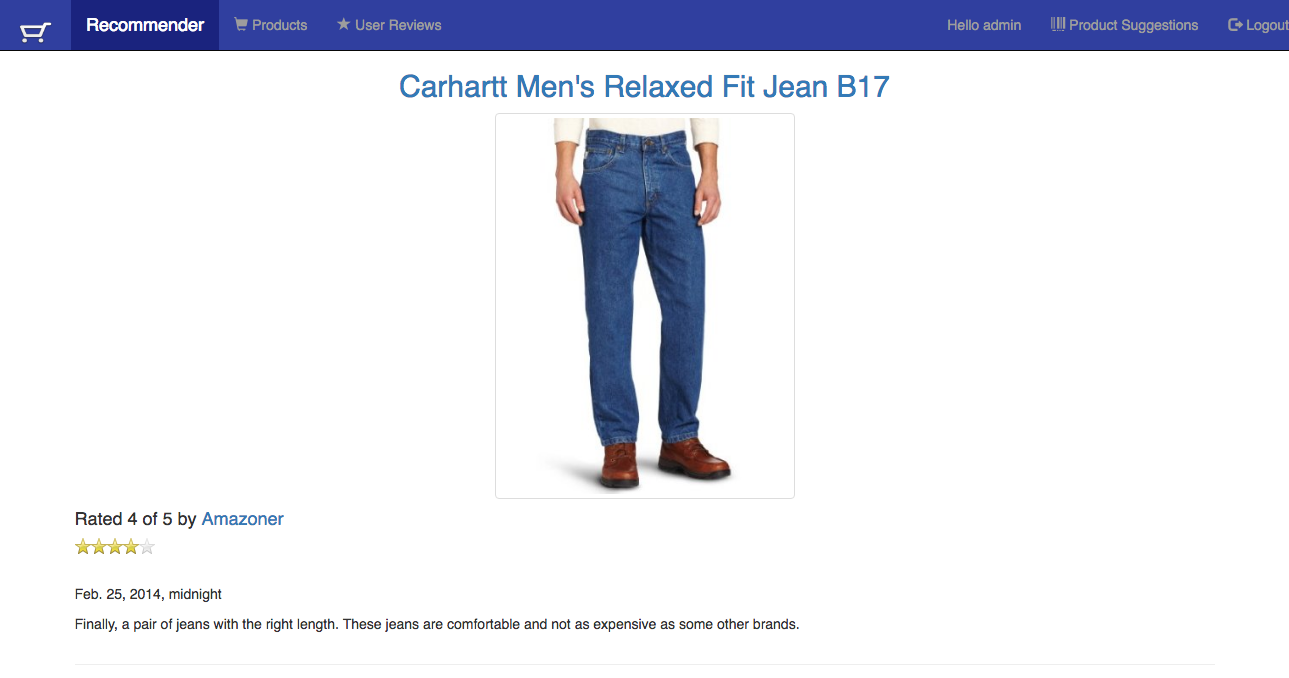 Recommender Products User Reviews Hello admin Product Suggestions Logout
Carhartt Men's Relaxed Fit Jean B17
Rated 4 of 5 by Amazoner
Feb. 25, 2014, midnight
Finally, a pair of jeans with the right length. These jeans are comfortable and not as expensive as some other brands.